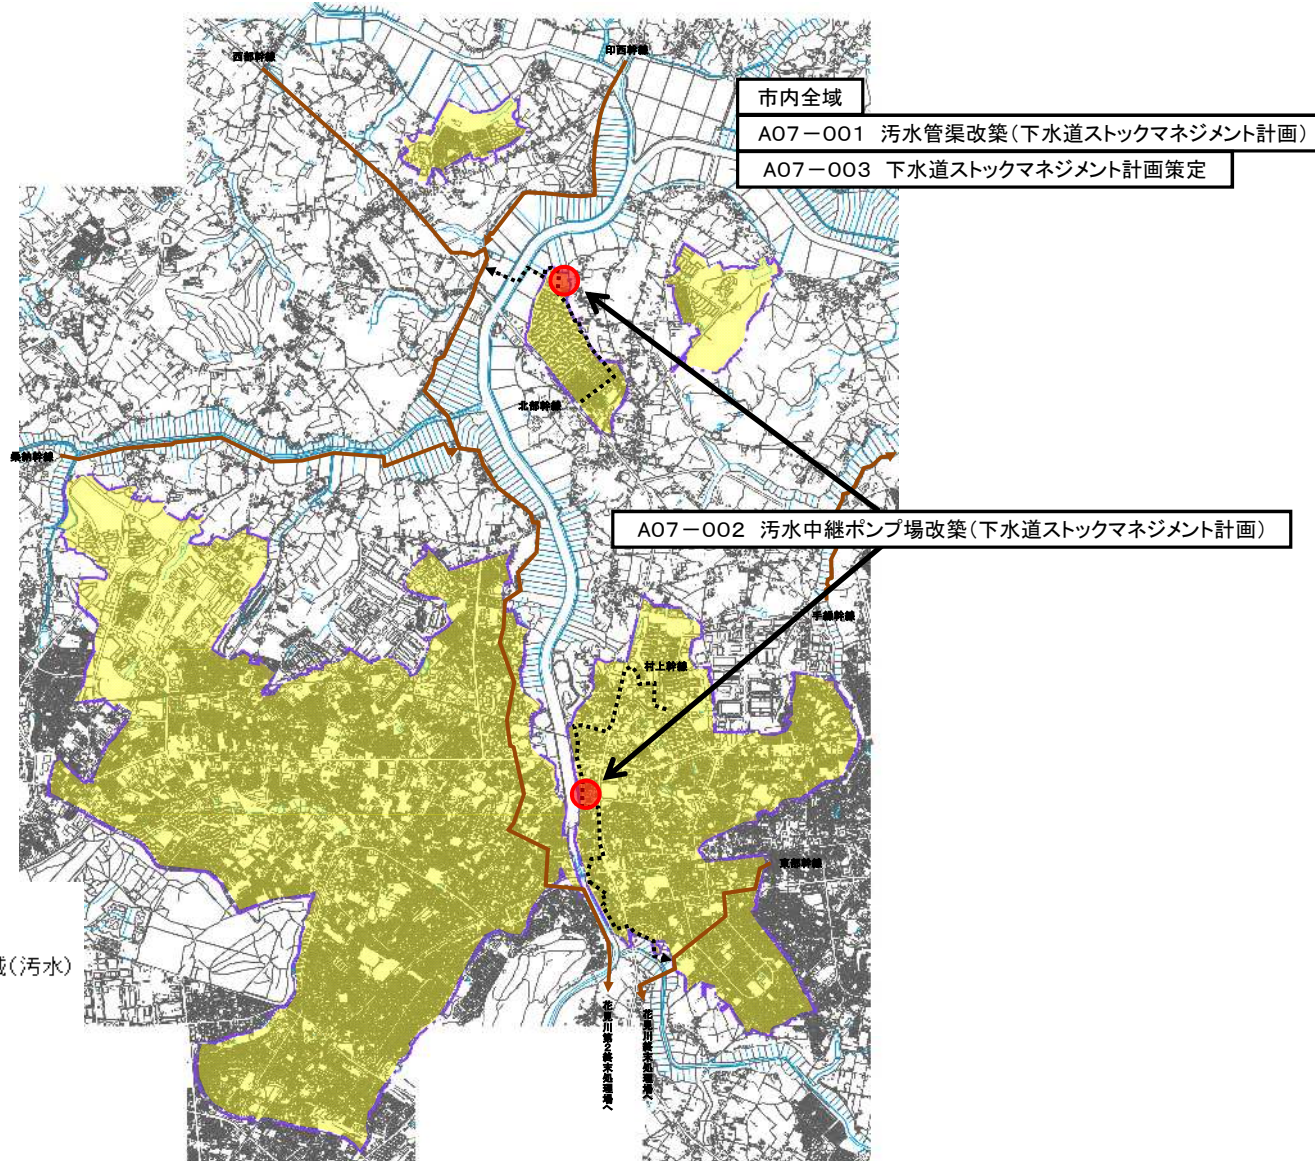 西部幹線
印西幹線
市内全域
A07－001 汚水管渠改築(下水道ストックマネジメント計画)
A07－003 下水道ストックマネジメント計画策定
北部幹線
桑納幹線
A07－002 汚水中継ポンプ場改築(下水道ストックマネジメント計画)
手繰幹線
村上幹線
東部幹線
域(汚水)
花見川第2終末処理場へ
花見川終末処理場へ